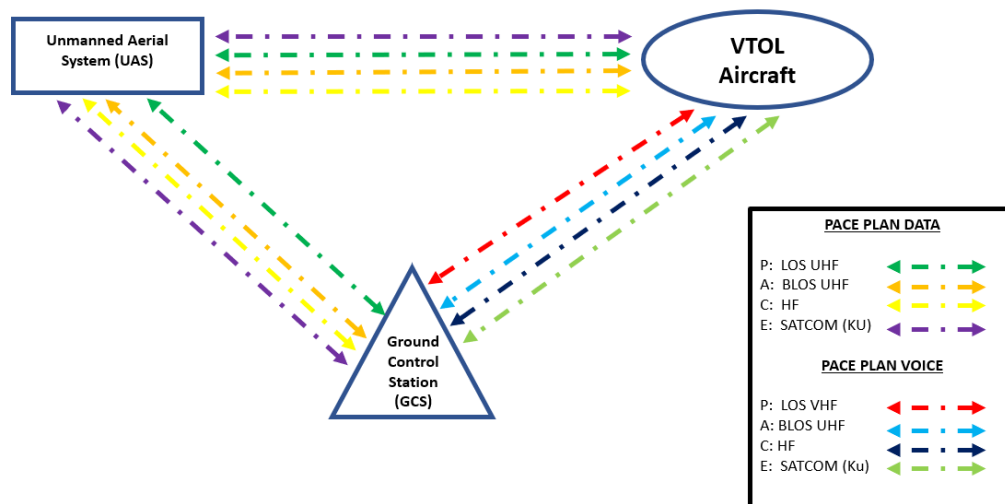 Unmanned Aerial
System (UAS)
VTOL
Aircraft
Ground
Control
Station
(GCS)
PACE PLAN DATA
P: LOS UHF
A: BLOS UHF
C: HF
E: SATCOM (KU)
PACE PLAN VOICE
P: LOS VHF
A: BLOS UHF
C: HF
E: SATCOM (Ku)